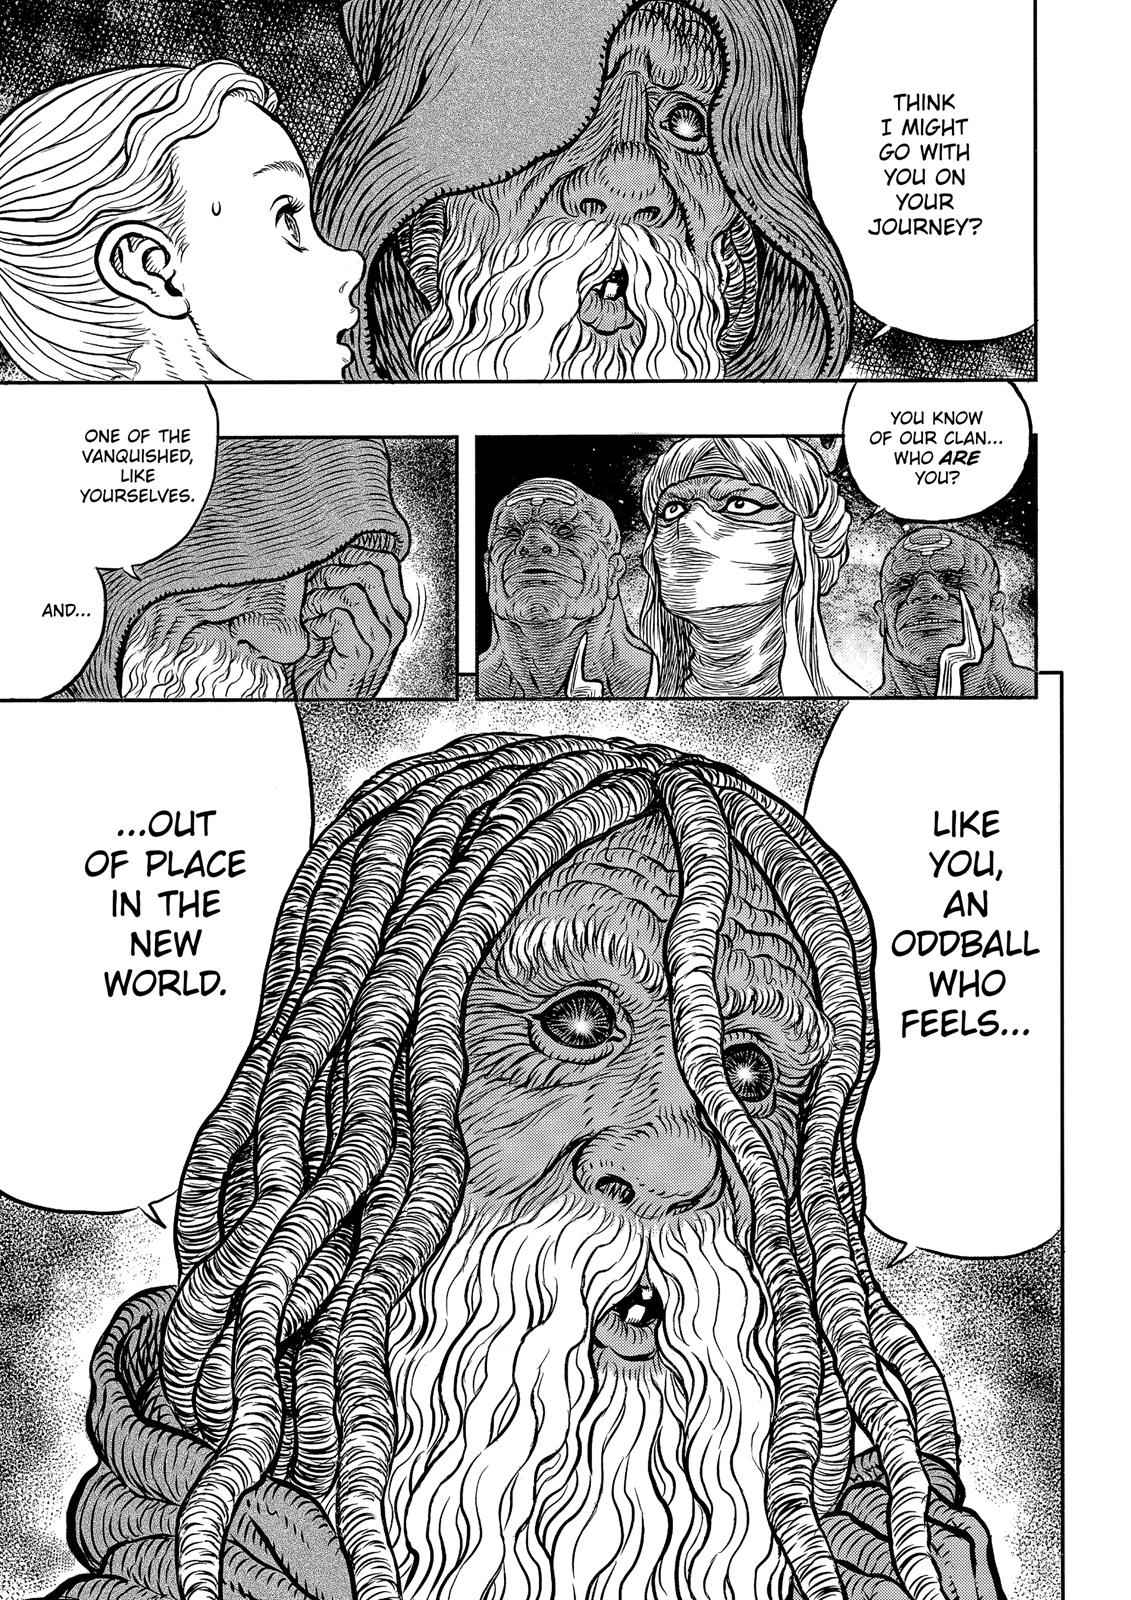 THINK
I MIGHT
GO WITH
YOU ON
YOUR
JOURNEY?
YOU KNOW
OF OUR CLAN...
WHO ARE
YOU?
ONE OF THE
VANQUISHED,
LIKE
YOURSELVES.
AND...
LIKE
YOU,
AN
ODDBALL
WHO
FEELS...
...OUT
OF PLACE
IN THE
NEW
WORLD.